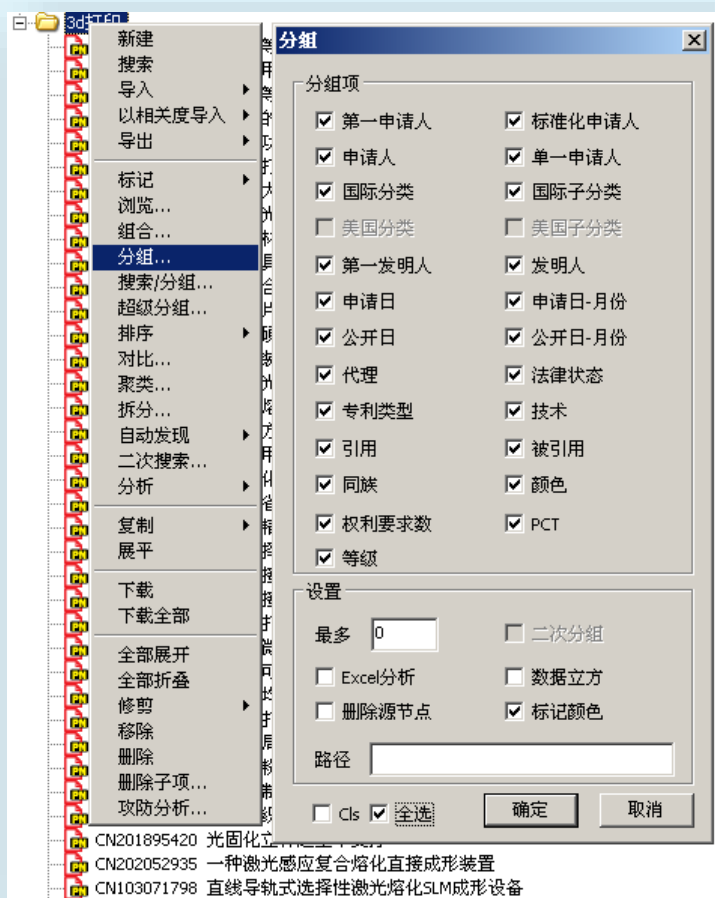 3d打印
新建
搜索
导入
以相关度导入
导出
标记
浏览...
组合...
分组...
搜索/分组...
超级分组...
排序
对比...
聚类...
拆分...
自动发现
二次搜索...
分析
复制
展平
下载
下载全部
全部展开
全部折叠
修剪
移除
删除
删除子项...
攻防分析...
分组
分组项
第一申请人 标准化申请人
申请人 单一申请人
国际分类 国际子分类
美国分类 美国子分类
第一发明人 发明人
申请日 申请日-月份
公开日 公开日-月份
代理 法律状态
专利类型 技术
引用 被引用
同族 颜色
权利要求数 PCT
等级
设置
最多 0 二次分组
Excel分析 数据立方
删除源节点 标记颜色
路径
Cls 全选 确定 取消
CN201895420 光固化立
CN202052935 一种激光感应复合熔化直接成形装置
CN103071798 直线导轨式选择性激光熔化SLM成形设备